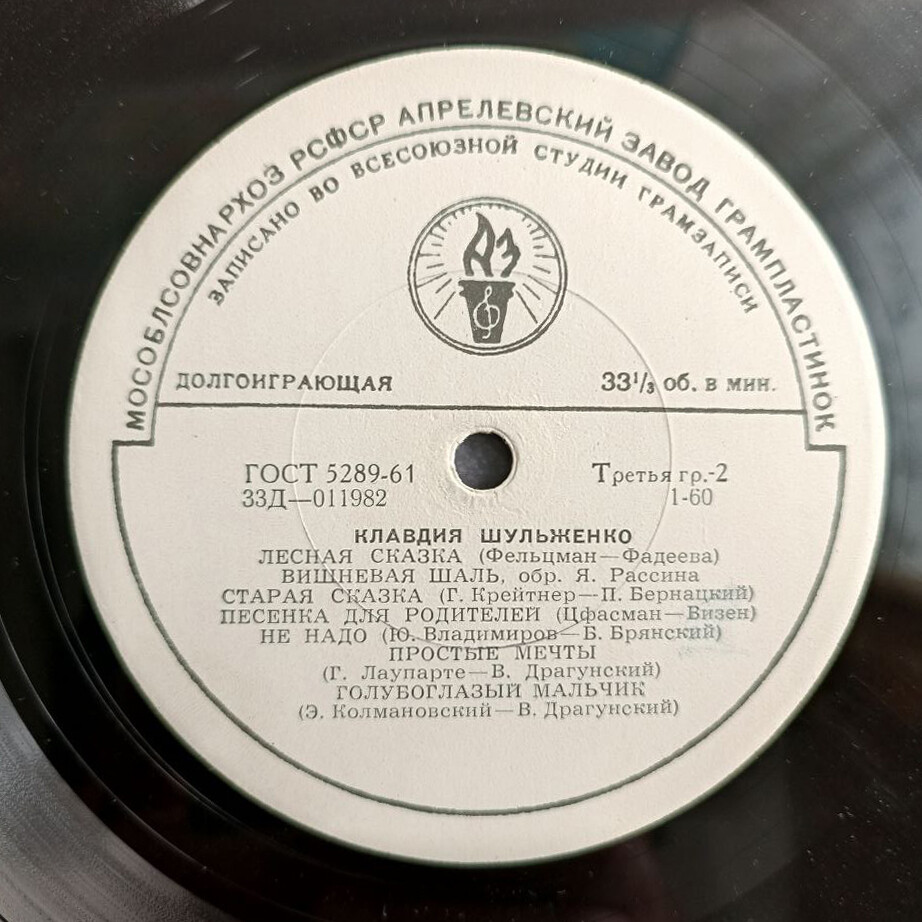 МОСОБЛСОВНАРХОЗ РСФСР АПРЕЛЕВСКИЙ ЗАВОД ГРАМПЛАСТИНОК
ЗАПИСАНО ВО ВСЕСОЮЗНОЙ СТУДИИ ГРАМЗАПИСИ
АЗ
ДОЛГОИГРАЮЩАЯ 33⅓ об. в мин.
ГОСТ 5289-61 Третья гр.-2
33Д—011982 1-60
КЛАВДИЯ ШУЛЬЖЕНКО
ЛЕСНАЯ СКАЗКА (Фельцман—Фадеева)
ВИШНЕВАЯ ШАЛЬ, обр. Я. Рассина
СТАРАЯ СКАЗКА (Г. Крейтнер—П. Бернацкий)
ПЕСЕНКА ДЛЯ РОДИТЕЛЕЙ (Цфасман—Визен)
НЕ НАДО (Ю. Владимиров—Б. Брянский)
ПРОСТЫЕ МЕЧТЫ
(Г. Лаупарте—В. Драгунский)
ГОЛУБОГЛАЗЫЙ МАЛЬЧИК
(Э. Колмановский—В. Драгунский)